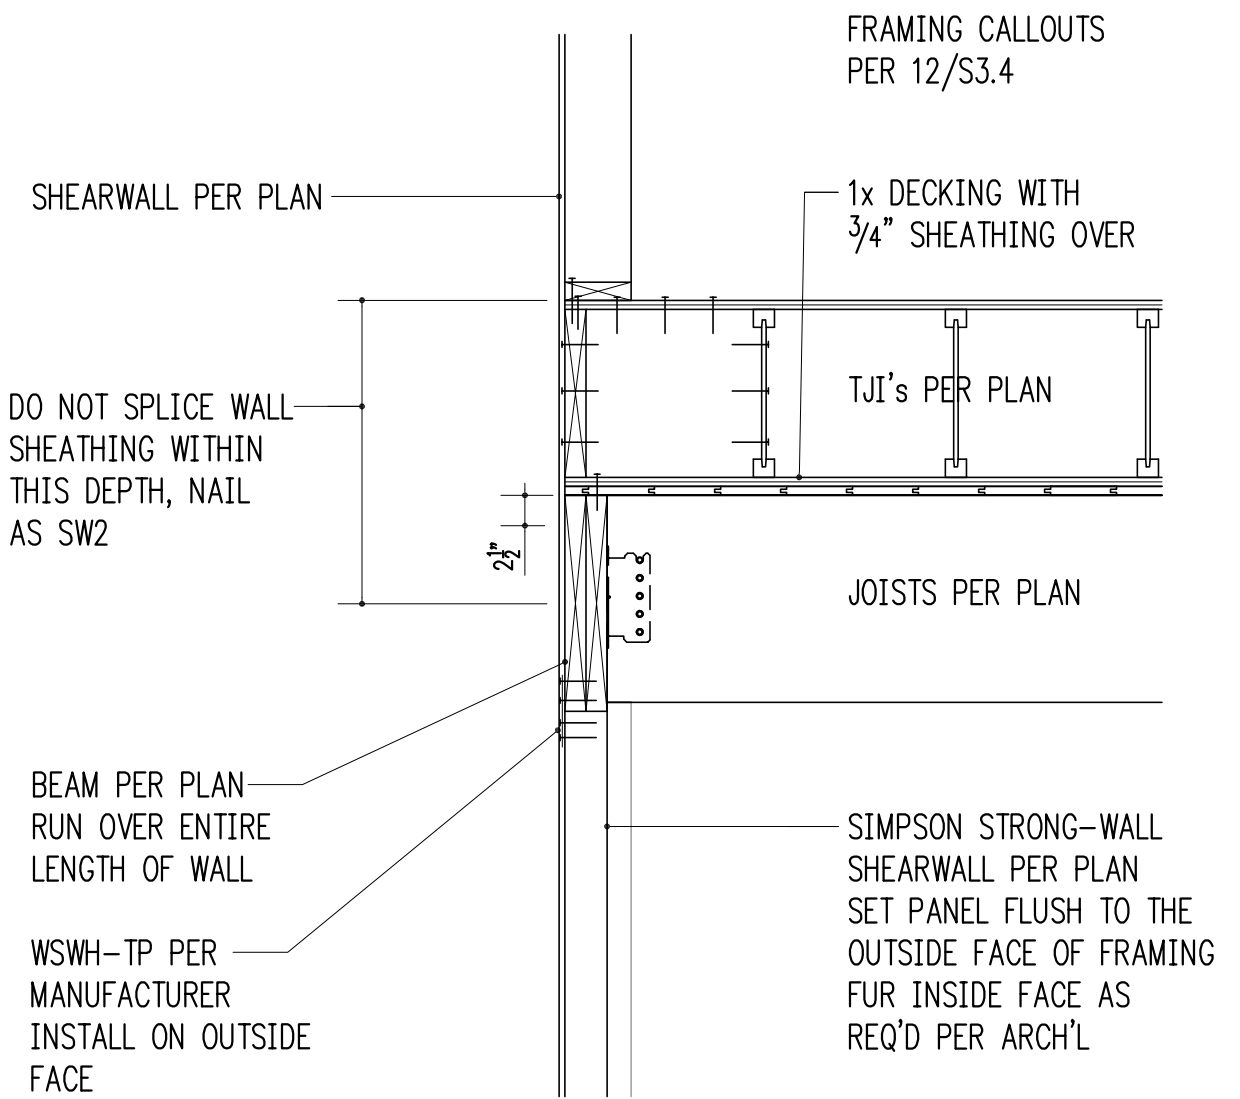 FRAMING CALLOUTS
PER 12/S3.4
SHEARWALL PER PLAN
1x DECKING WITH
3/4" SHEATHING OVER
DO NOT SPLICE WALL
SHEATHING WITHIN
THIS DEPTH, NAIL
AS SW2
TJI's PER PLAN
2 1/2"
JOISTS PER PLAN
BEAM PER PLAN
RUN OVER ENTIRE
LENGTH OF WALL
WSWH-TP PER
MANUFACTURER
INSTALL ON OUTSIDE
FACE
SIMPSON STRONG-WALL
SHEARWALL PER PLAN
SET PANEL FLUSH TO THE
OUTSIDE FACE OF FRAMING
FUR INSIDE FACE AS
REQ'D PER ARCH'L